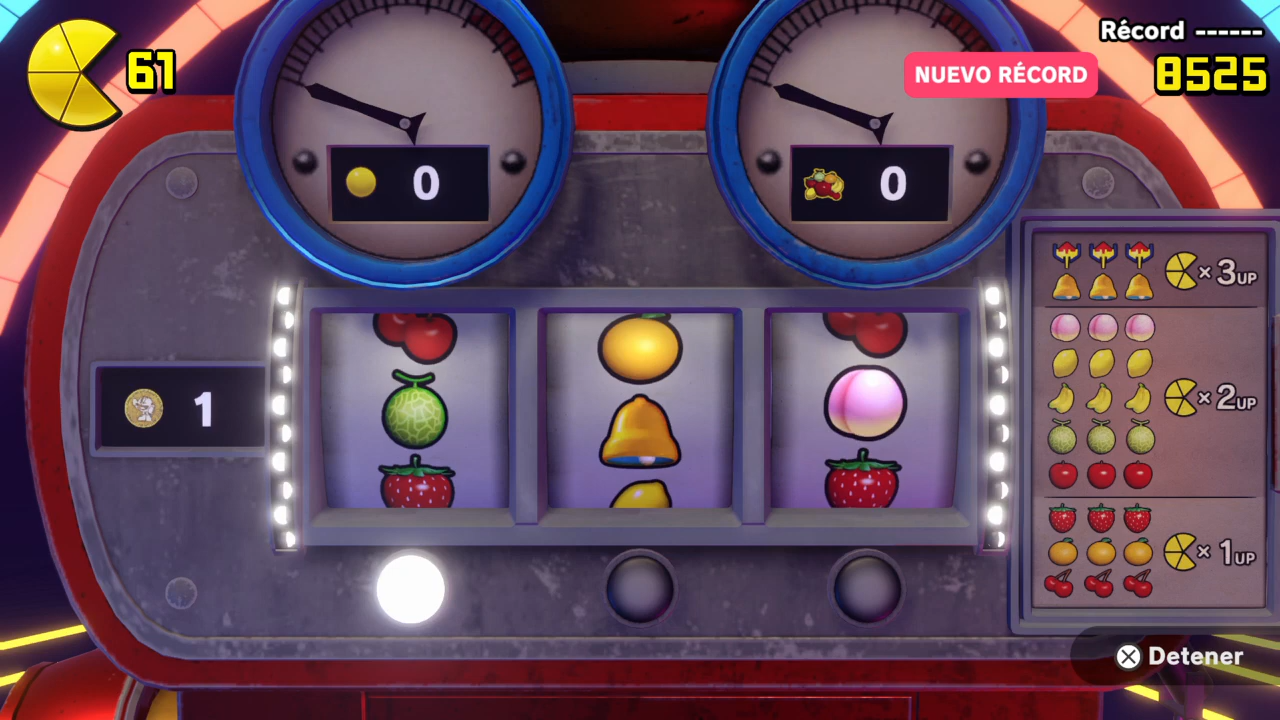 61
Récord ------
NUEVO RÉCORD
8525
0
0
1
× 3UP
× 2UP
× 1UP
Detener